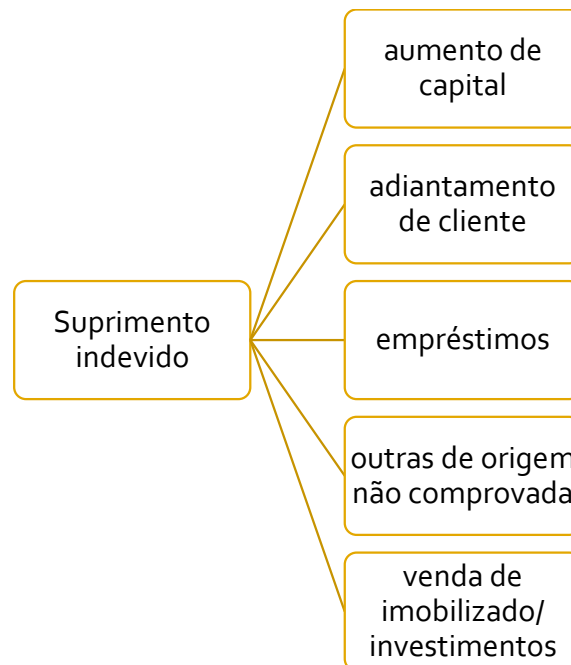 aumento de
capital
adiantamento
de cliente
Suprimento
indevido
empréstimos
outras de origem
não comprovada
venda de
imobilizado/
investimentos